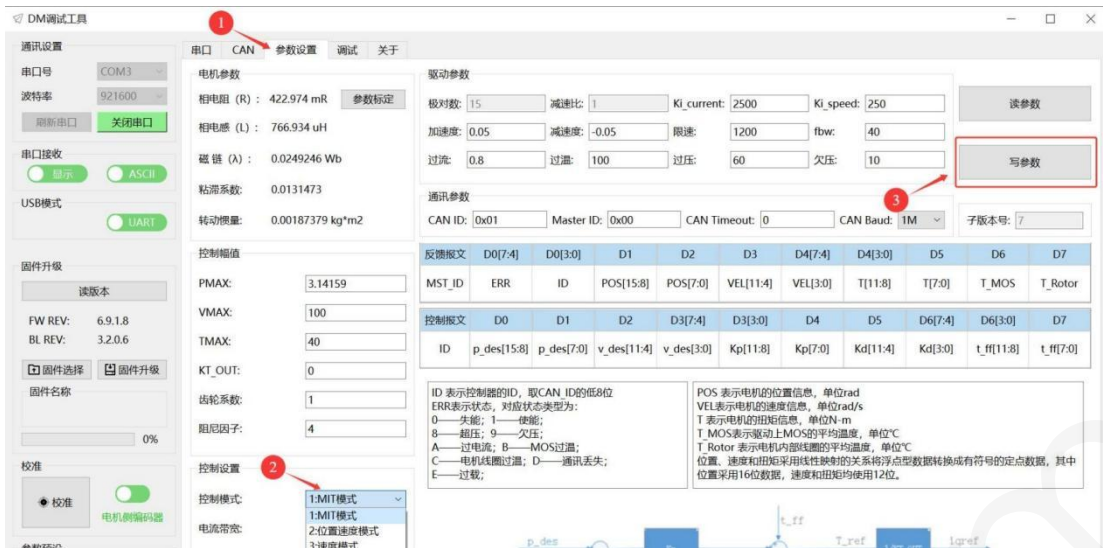 DM调试工具
1
通讯设置
串口号 COM3
波特率 921600
刷新串口 关闭串口
串口接收
显示 ASCII
USB模式
UART
固件升级
读版本
FW REV: 6.9.1.8
BL REV: 3.2.0.6
固件选择 固件升级
固件名称
0%
校准
校准
电机侧编码器
串口 CAN 参数设置 调试 关于
电机参数
相电阻 (R) : 422.974 mR 参数标定
相电感 (L) : 766.934 uH
磁 链 (λ) : 0.0249246 Wb
粘滞系数: 0.0131473
转动惯量: 0.00187379 kg*m2
控制幅值
PMAX: 3.14159
VMAX: 100
TMAX: 40
KT_OUT: 0
齿轮系数: 1
阻尼因子: 4
控制设置
2
控制模式: 1:MIT模式
1:MIT模式
电流带宽: 2:位置速度模式
3:速度模式
驱动参数
极对数: 15 减速比: 1 Ki_current: 2500 Ki_speed: 250
加速度: 0.05 减速度: -0.05 限速: 1200 fbw: 40
过流: 0.8 过温: 100 过压: 60 欠压: 10
读参数
写参数
3
通讯参数
CAN ID: 0x01 Master ID: 0x00 CAN Timeout: 0 CAN Baud: 1M 子版本号: 7
反馈报文 D0[7:4] D0[3:0] D1 D2 D3 D4[7:4] D4[3:0] D5 D6 D7
MST_ID ERR ID POS[15:8] POS[7:0] VEL[11:4] VEL[3:0] T[11:8] T[7:0] T_MOS T_Rotor
控制报文 D0 D1 D2 D3[7:4] D3[3:0] D4 D5 D6[7:4] D6[3:0] D7
ID p_des[15:8] p_des[7:0] v_des[11:4] v_des[3:0] Kp[11:8] Kp[7:0] Kd[11:4] Kd[3:0] t_ff[11:8] t_ff[7:0]
ID 表示控制器的ID，取CAN_ID的低8位
ERR表示状态，对应状态类型为：
0——失能；1——使能；
8——超压；9——欠压；
A——过电流；B——MOS过温；
C——电机线圈过温；D——通讯丢失；
E——过载；
POS 表示电机的位置信息，单位rad
VEL表示电机的速度信息，单位rad/s
T 表示电机的扭矩信息，单位N·m
T_MOS表示驱动上MOS的平均温度，单位℃
T_Rotor 表示电机内部线圈的平均温度，单位℃
位置、速度和扭矩采用线性映射的关系将浮点型数据转换成有符号的定点数据，其中
位置采用16位数据，速度和扭矩均使用12位。
t_ff
p_des T_ref iqref